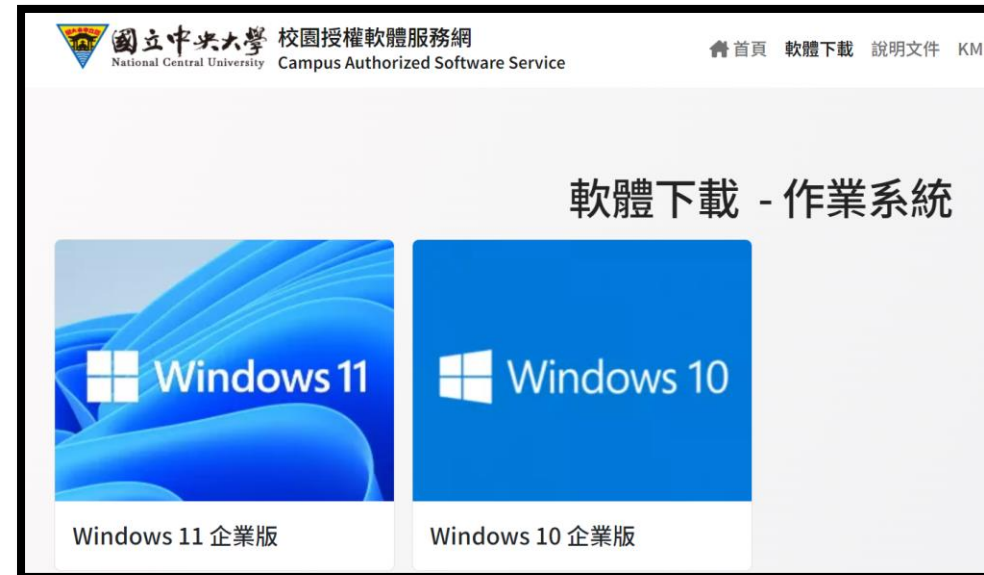 國立中央大學 校園授權軟體服務網
National Central University Campus Authorized Software Service
首頁 軟體下載 說明文件 KM
軟體下載 - 作業系統
Windows 11
Windows 10
Windows 11 企業版
Windows 10 企業版